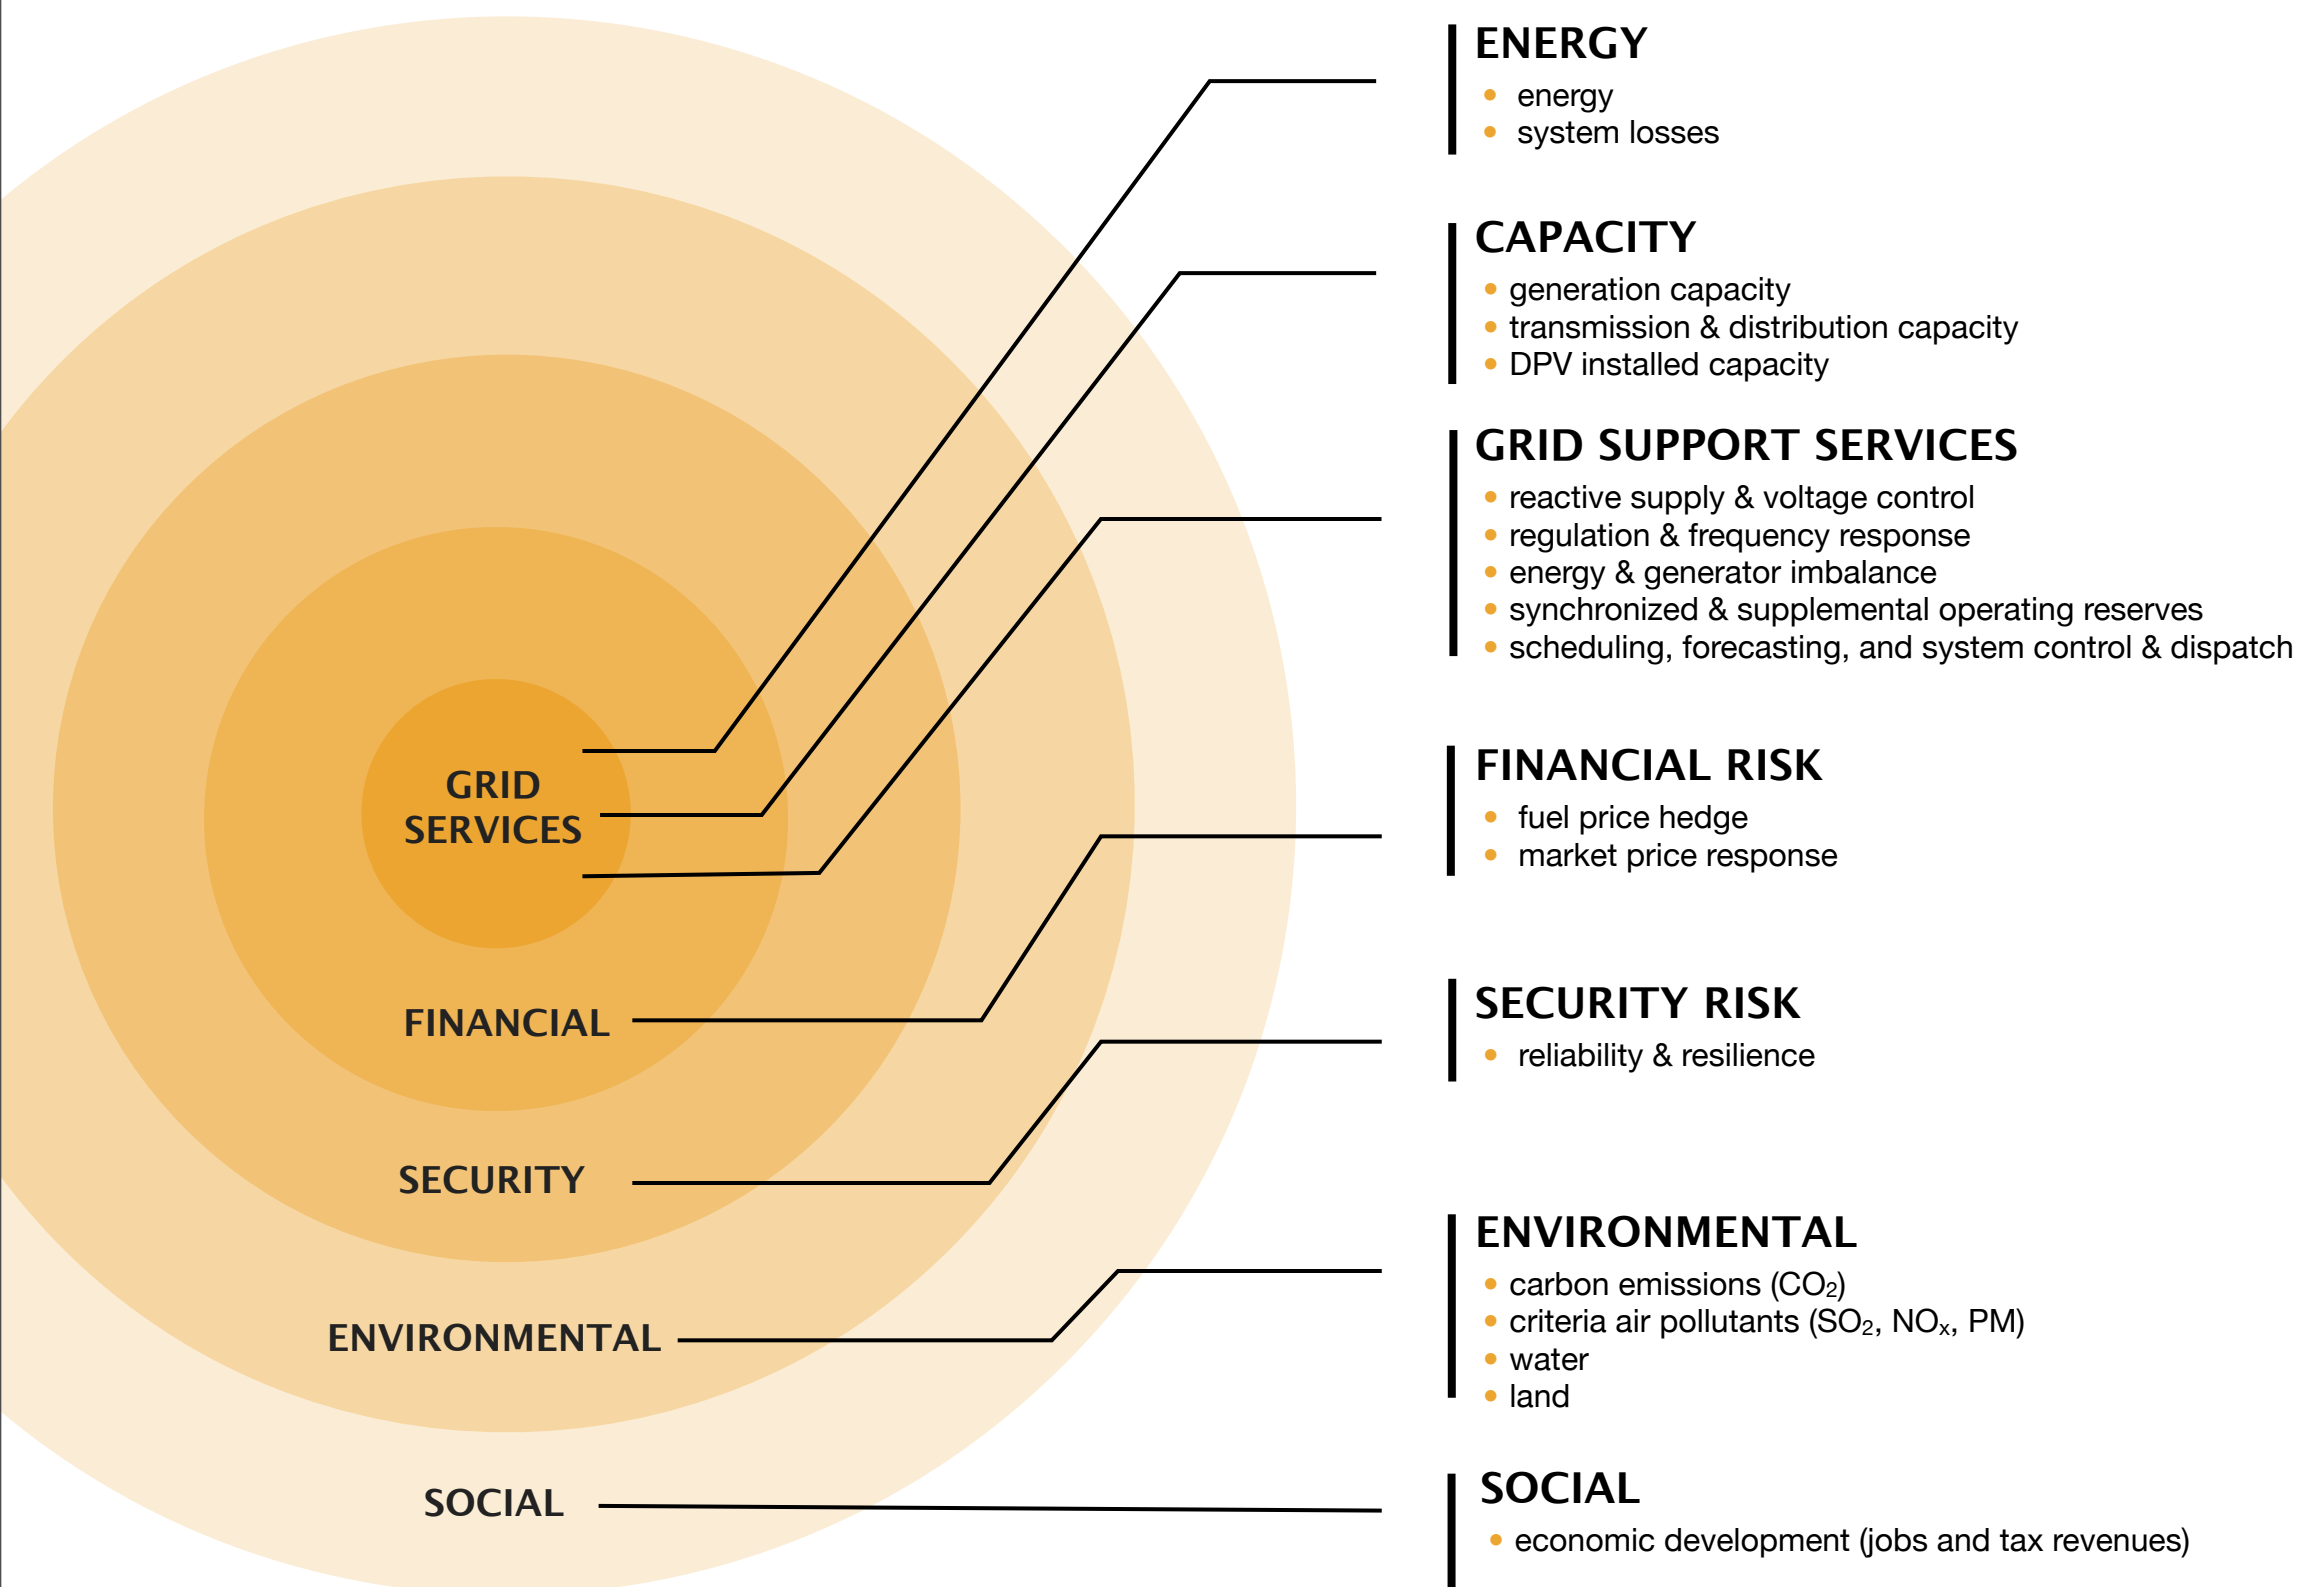 GRID
SERVICES
FINANCIAL
SECURITY
ENVIRONMENTAL
SOCIAL
ENERGY
• energy
• system losses
CAPACITY
• generation capacity
• transmission & distribution capacity
• DPV installed capacity
GRID SUPPORT SERVICES
• reactive supply & voltage control
• regulation & frequency response
• energy & generator imbalance
• synchronized & supplemental operating reserves
• scheduling, forecasting, and system control & dispatch
FINANCIAL RISK
• fuel price hedge
• market price response
SECURITY RISK
• reliability & resilience
ENVIRONMENTAL
• carbon emissions (CO₂)
• criteria air pollutants (SO₂, NOₓ, PM)
• water
• land
SOCIAL
• economic development (jobs and tax revenues)